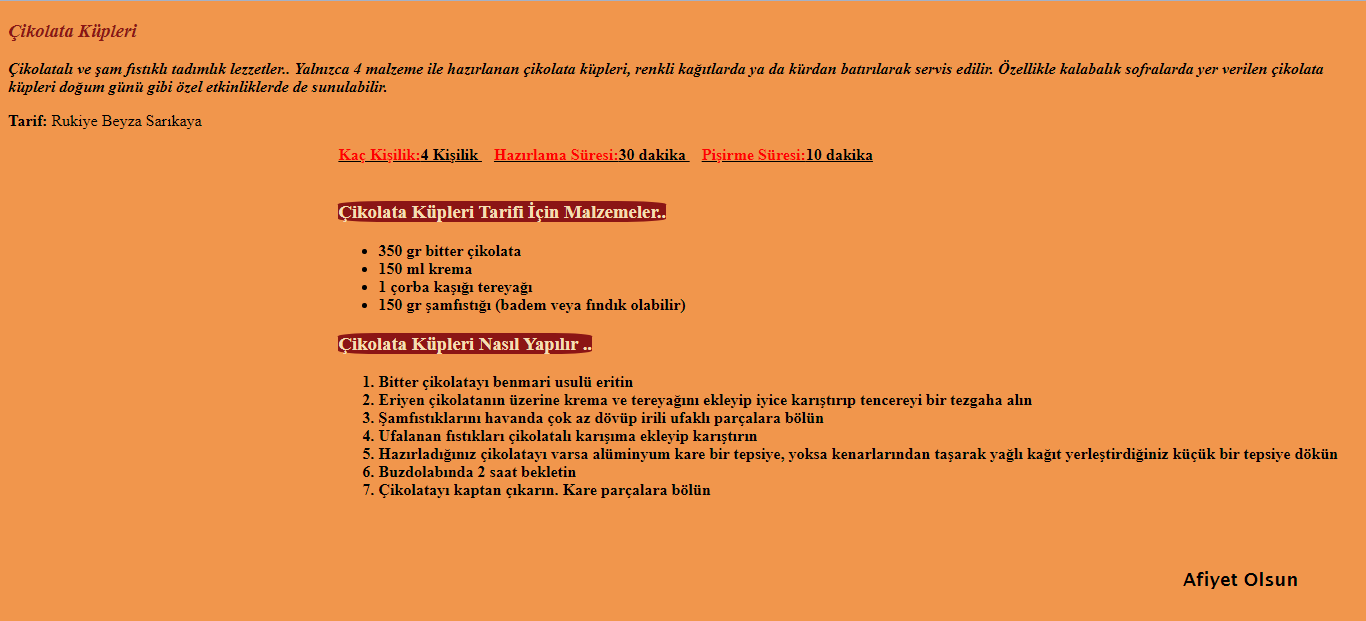 Çikolata Küpleri
Çikolatalı ve şam fıstıklı tadımlık lezzetler.. Yalnızca 4 malzeme ile hazırlanan çikolata küpleri, renkli kağıtlarda ya da kürdan batırılarak servis edilir. Özellikle kalabalık sofralarda yer verilen çikolata
küpleri doğum günü gibi özel etkinliklerde de sunulabilir.
Tarif: Rukiye Beyza Sarıkaya
Kaç Kişilik:4 Kişilik Hazırlama Süresi:30 dakika Pişirme Süresi:10 dakika
Çikolata Küpleri Tarifi İçin Malzemeler..
• 350 gr bitter çikolata
• 150 ml krema
• 1 çorba kaşığı tereyağı
• 150 gr şamfıstığı (badem veya fındık olabilir)
Çikolata Küpleri Nasıl Yapılır ..
1. Bitter çikolatayı benmari usulü eritin
2. Eriyen çikolatanın üzerine krema ve tereyağını ekleyip iyice karıştırıp tencereyi bir tezgaha alın
3. Şamfıstıklarını havanda çok az dövüp irili ufaklı parçalara bölün
4. Ufalanan fıstıkları çikolatalı karışıma ekleyip karıştırın
5. Hazırladığınız çikolatayı varsa alüminyum kare bir tepsiye, yoksa kenarlarından taşarak yağlı kağıt yerleştirdiğiniz küçük bir tepsiye dökün
6. Buzdolabında 2 saat bekletin
7. Çikolatayı kaptan çıkarın. Kare parçalara bölün
Afiyet Olsun